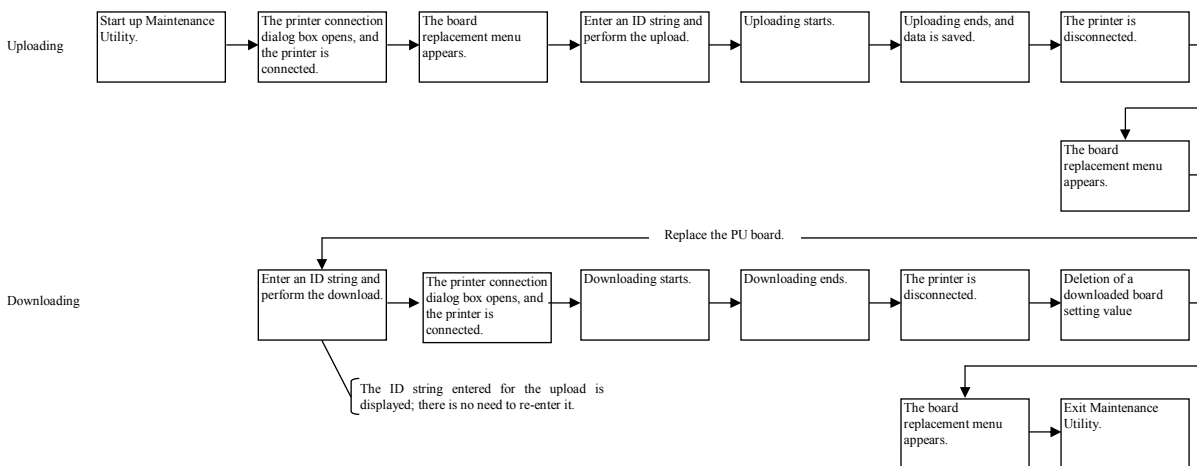 Uploading
Start up Maintenance
Utility.
The printer connection
dialog box opens, and
the printer is
connected.
The board
replacement menu
appears.
Enter an ID string and
perform the upload.
Uploading starts.
Uploading ends, and
data is saved.
The printer is
disconnected.
The board
replacement menu
appears.
Replace the PU board.
Downloading
Enter an ID string and
perform the download.
The printer connection
dialog box opens, and
the printer is
connected.
Downloading starts.
Downloading ends.
The printer is
disconnected.
Deletion of a
downloaded board
setting value
The ID string entered for the upload is
displayed; there is no need to re-enter it.
The board
replacement menu
appears.
Exit Maintenance
Utility.